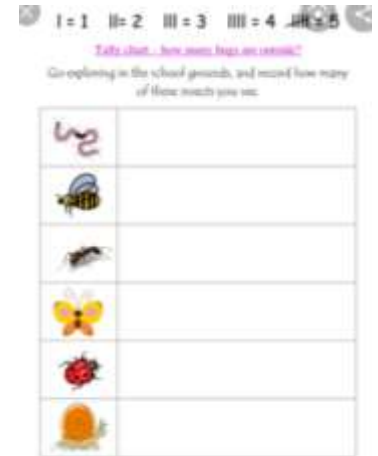 I = 1 II= 2 III = 3 IIII = 4 = 5
Tally chart - how many bugs are outside?
Go exploring in the school grounds, and record how many
of these insects you see.